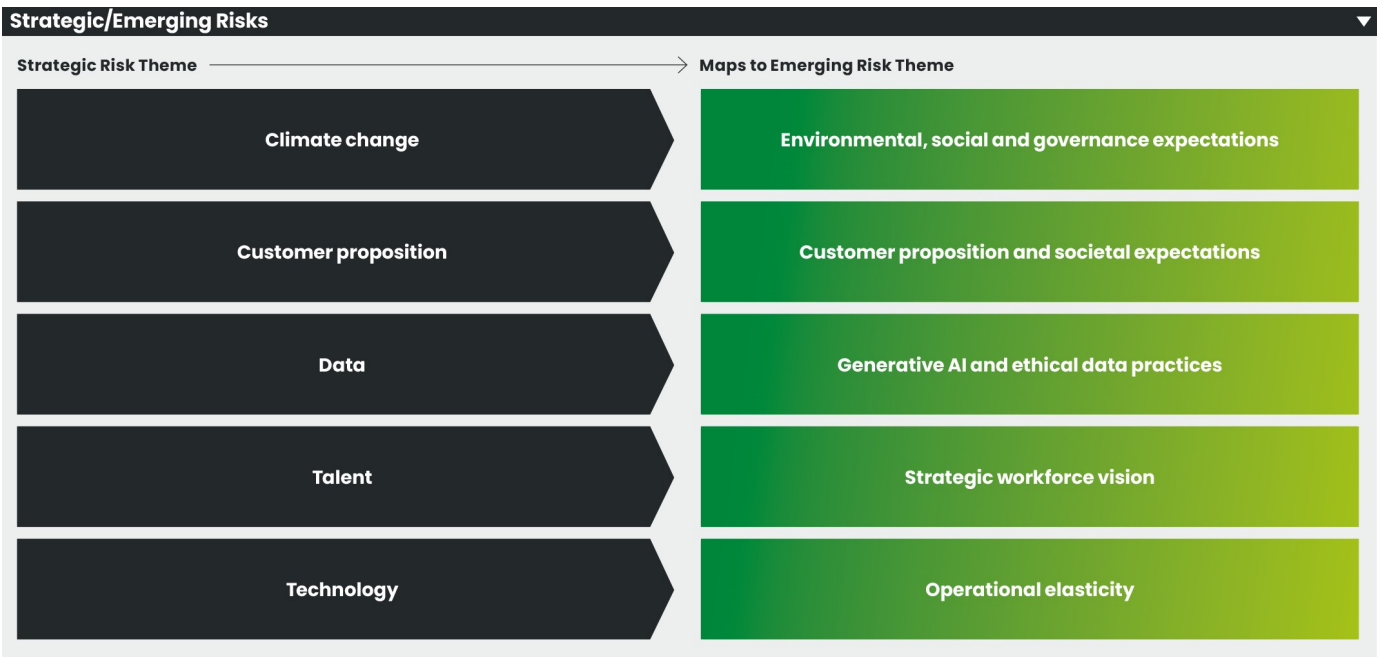 Strategic/Emerging Risks
Strategic Risk Theme
Maps to Emerging Risk Theme
Climate change
Environmental, social and governance expectations
Customer proposition
Customer proposition and societal expectations
Data
Generative AI and ethical data practices
Talent
Strategic workforce vision
Technology
Operational elasticity